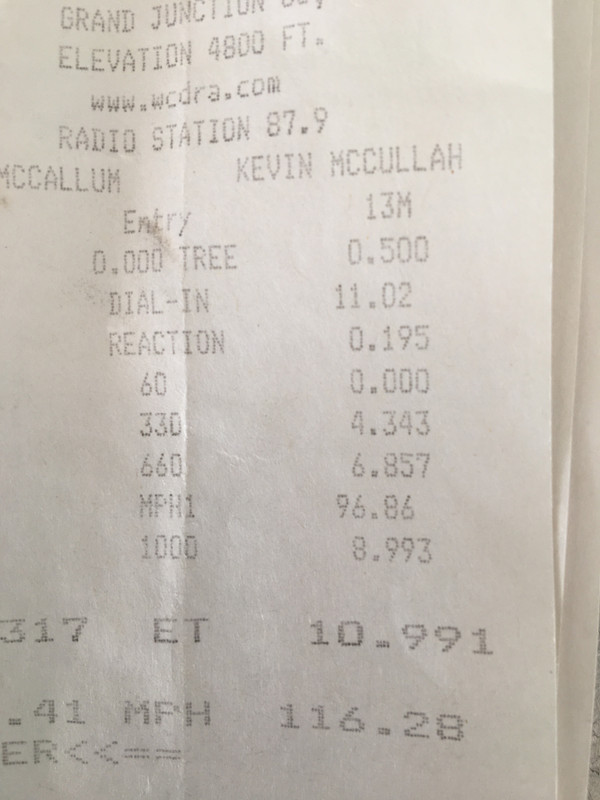 GRAND JUNCTION
ELEVATION 4800 FT.
www.wcdra.com
RADIO STATION 87.9
MCCALLUM KEVIN MCCULLAH
Entry 13M
0.000 TREE 0.500
DIAL-IN 11.02
REACTION 0.195
60 0.000
330 4.343
660 6.857
MPH1 96.86
1000 8.993
317 ET 10.991
.41 MPH 116.28
ER<<==